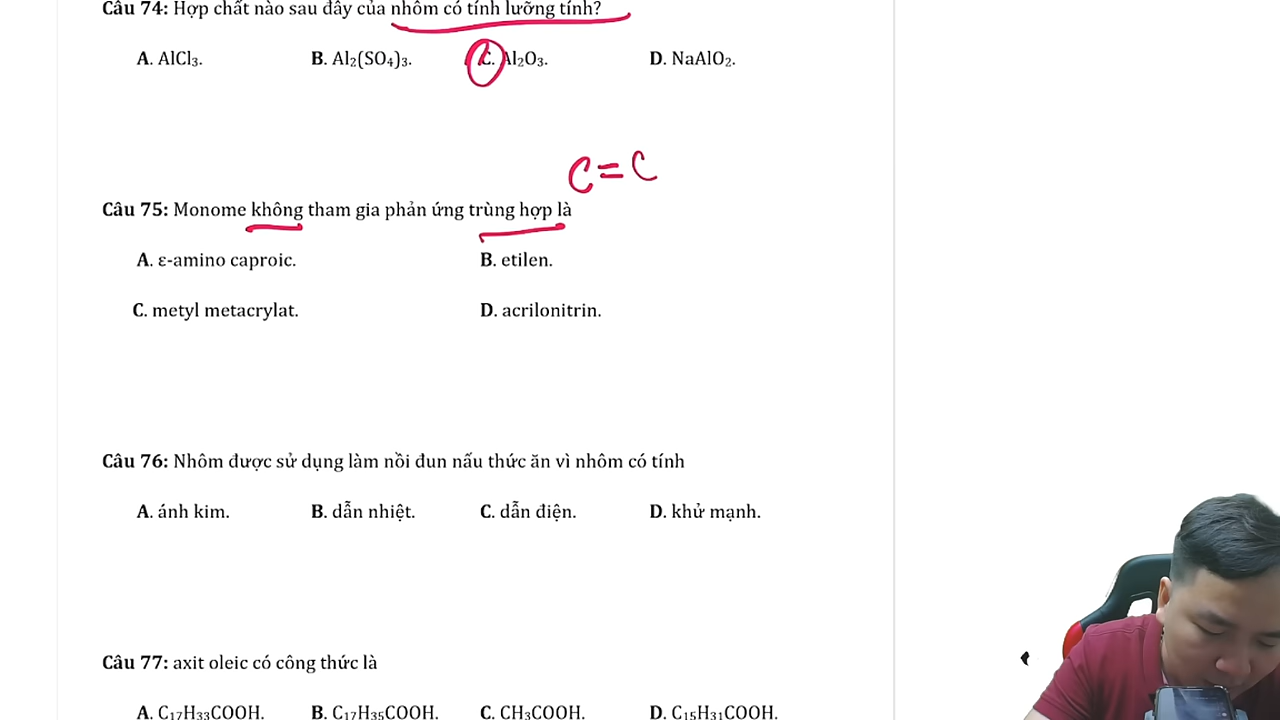 Câu 74: Hợp chất nào sau đây của nhôm có tính lưỡng tính?
A. AlCl₃. B. Al₂(SO₄)₃. C. Al₂O₃. D. NaAlO₂.
C=C
Câu 75: Monome không tham gia phản ứng trùng hợp là
A. ε-amino caproic. B. etilen.
C. metyl metacrylat. D. acrilonitrin.
Câu 76: Nhôm được sử dụng làm nồi đun nấu thức ăn vì nhôm có tính
A. ánh kim. B. dẫn nhiệt. C. dẫn điện. D. khử mạnh.
Câu 77: axit oleic có công thức là
A. C₁₇H₃₃COOH. B. C₁₇H₃₅COOH. C. CH₃COOH. D. C₁₅H₃₁COOH.